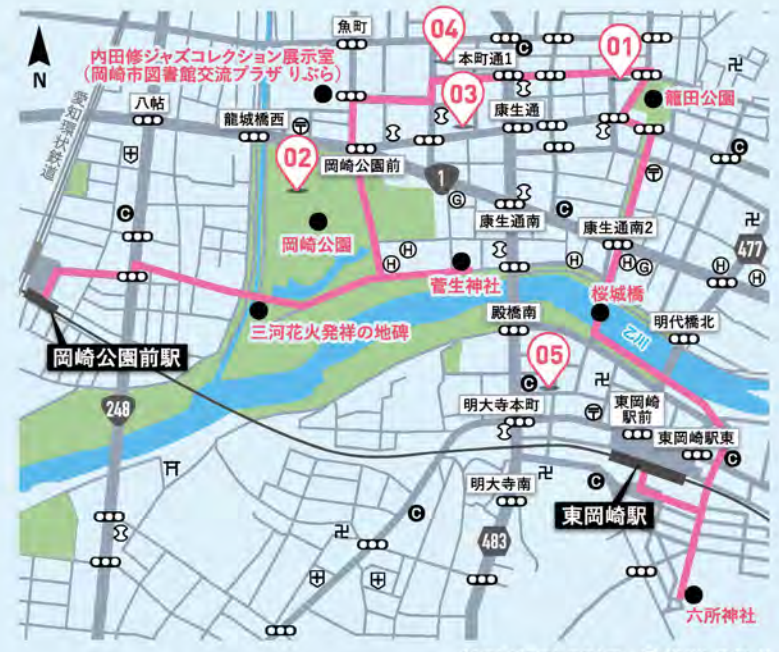 魚町
04
本町通1
01
内田修ジャズコレクション展示室
(岡崎市図書館交流プラザ りぶら)
N
愛知環状鉄道
八帖
龍城橋西
03
康生通
籠田公園
02
岡崎公園前
1
岡崎公園
康生通南
康生通南2
477
菅生神社
桜城橋
三河花火発祥の地碑
殿橋南
明代橋北
乙川
岡崎公園前駅
05
248
明大寺本町
東岡崎
駅前
東岡崎駅東
明大寺南
東岡崎駅
483
六所神社